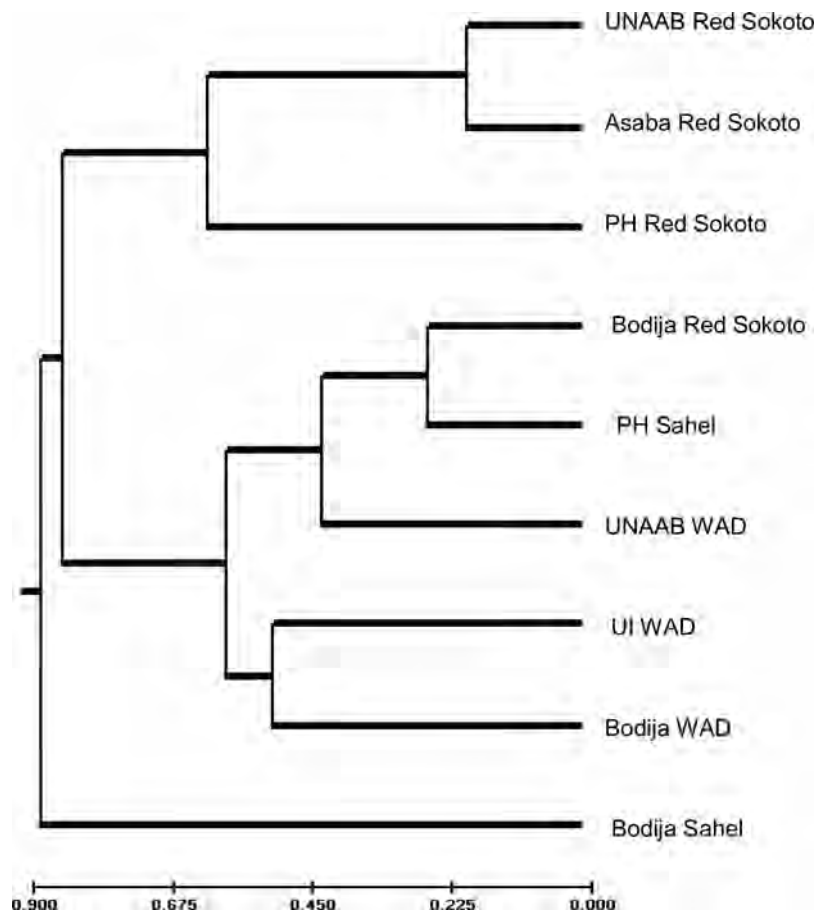 UNAAB Red Sokoto
Asaba Red Sokoto
PH Red Sokoto
Bodija Red Sokoto
PH Sahel
UNAAB WAD
UI WAD
Bodija WAD
Bodija Sahel
0.900 0.675 0.450 0.225 0.000